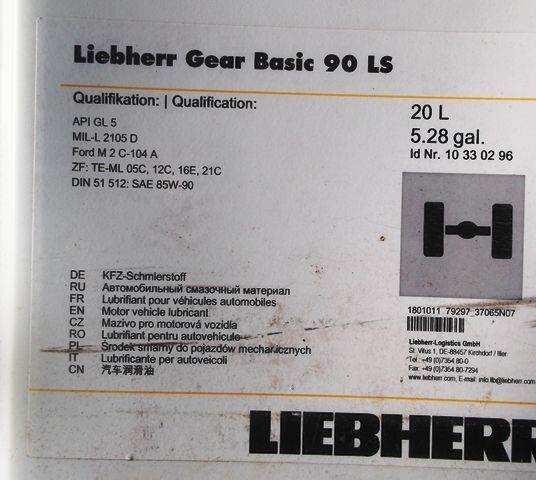 Liebherr Gear Basic 90 LS
Qualifikation: | Qualification:
API GL 5
MIL-L 2105 D
Ford M 2 C-104 A
ZF: TE-ML 05C, 12C, 16E, 21C
DIN 51 512: SAE 85W-90
20 L
5.28 gal.
Id Nr. 10 33 02 96
DE KFZ-Schmierstoff
RU Автомобильный смазочный материал
FR Lubrifiant pour véhicules automobiles
EN Motor vehicle lubricant
CZ Mazivo pro motorová vozidla
RO Lubrifiant pentru autovehicule
PL Środek smarny do pojazdów mechanicznych
IT Lubrificante per autoveicoli
CN 汽车润滑油
1801011 79297_37065N07
Liebherr-Logistics GmbH
St. Vitus 1, DE-88457 Kirchdorf / Iller
Tel. +49 (0)7354 80-0
Fax: +49 (0)7354 80-7294
www.liebherr.com, E-mail: info.llb@liebherr.com
LIEBHERR